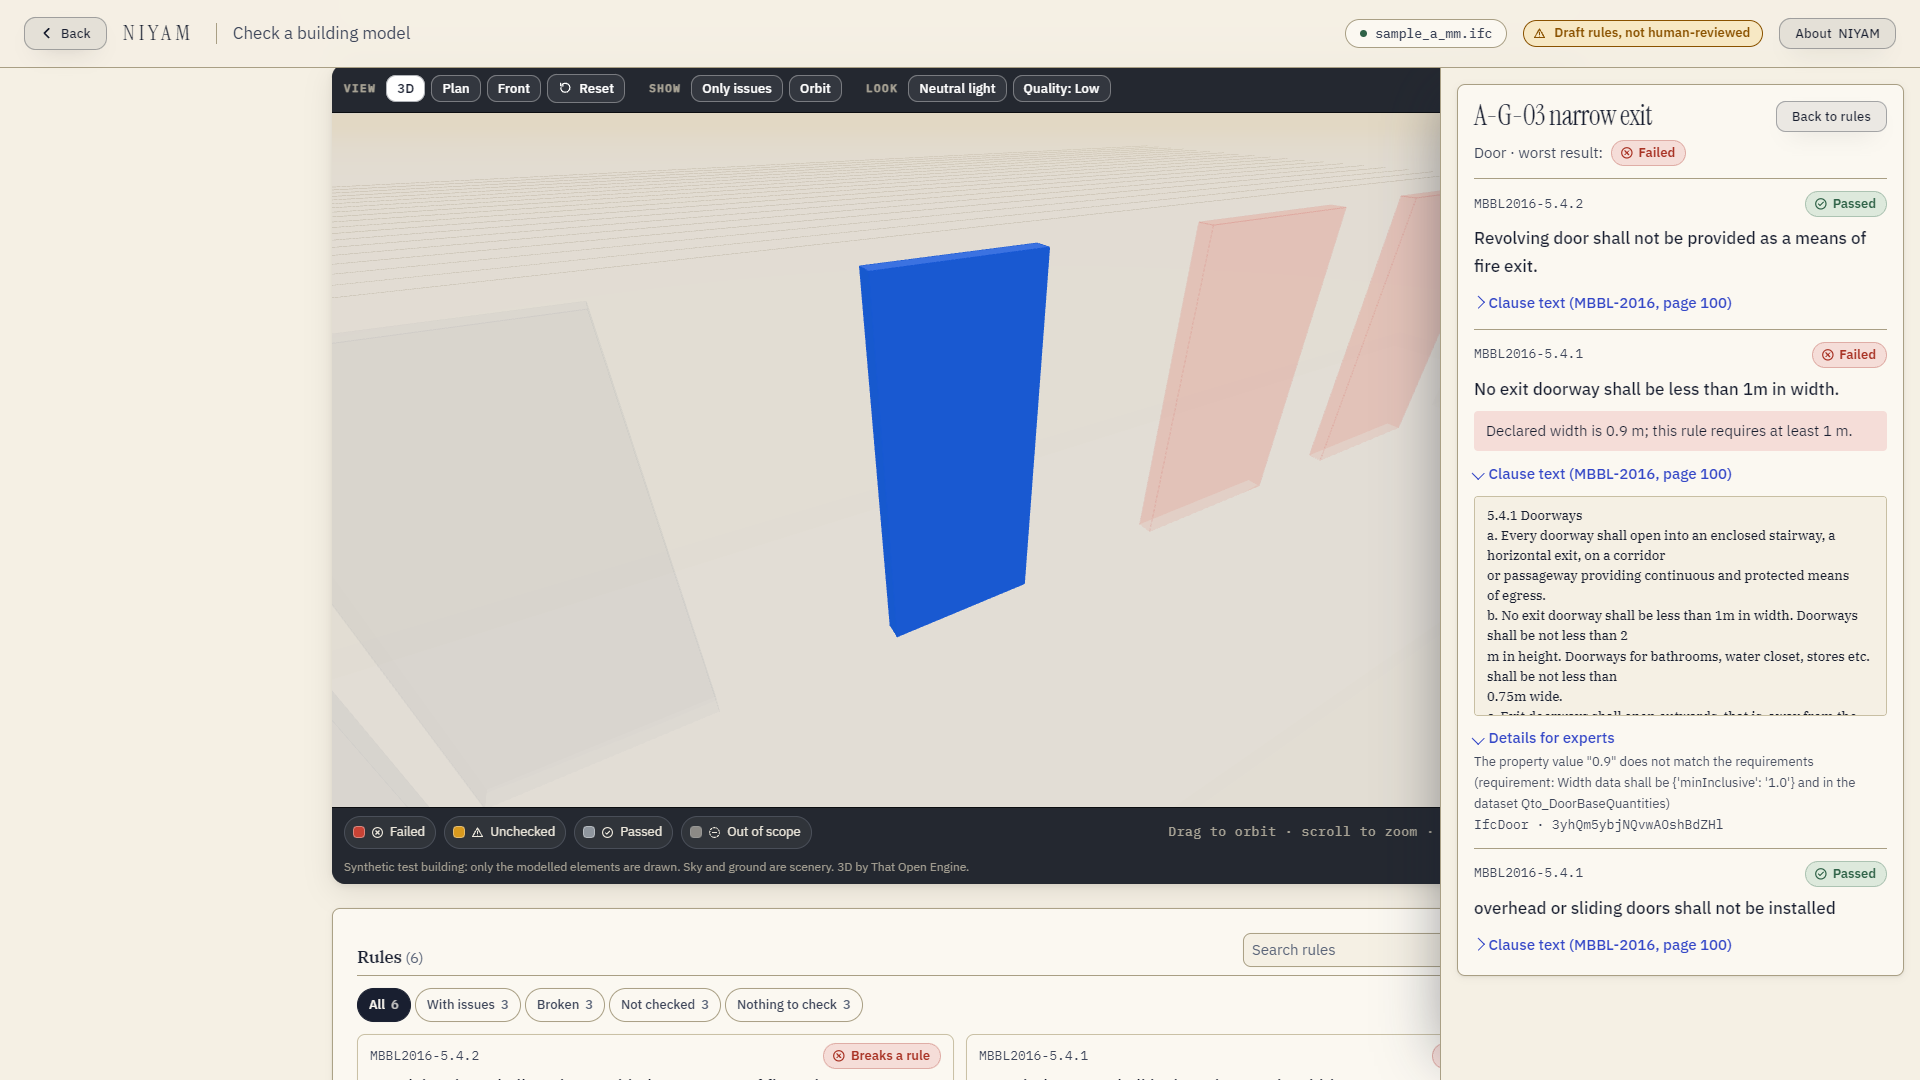 Back
NIYAM
Check a building model
sample_a_mm.ifc
Draft rules, not human-reviewed
About NIYAM
VIEW
3D
Plan
Front
Reset
SHOW
Only issues
Orbit
LOOK
Neutral light
Quality: Low
Failed
Unchecked
Passed
Out of scope
Drag to orbit · scroll to zoom ·
Synthetic test building: only the modelled elements are drawn. Sky and ground are scenery. 3D by That Open Engine.
Rules (6)
Search rules
All 6
With issues 3
Broken 3
Not checked 3
Nothing to check 3
MBBL2016-5.4.2
Breaks a rule
MBBL2016-5.4.1
A-G-03 narrow exit
Back to rules
Door · worst result:
Failed
MBBL2016-5.4.2
Passed
Revolving door shall not be provided as a means of
fire exit.
Clause text (MBBL-2016, page 100)
MBBL2016-5.4.1
Failed
No exit doorway shall be less than 1m in width.
Declared width is 0.9 m; this rule requires at least 1 m.
Clause text (MBBL-2016, page 100)
5.4.1 Doorways
a. Every doorway shall open into an enclosed stairway, a
horizontal exit, on a corridor
or passageway providing continuous and protected means
of egress.
b. No exit doorway shall be less than 1m in width. Doorways
shall be not less than 2
m in height. Doorways for bathrooms, water closet, stores etc.
shall be not less than
0.75m wide.
Details for experts
The property value "0.9" does not match the requirements
(requirement: Width data shall be {'minInclusive': '1.0'} and in the
dataset Qto_DoorBaseQuantities)
IfcDoor · 3yhQm5ybjNQvwAOshBdZHl
MBBL2016-5.4.1
Passed
overhead or sliding doors shall not be installed
Clause text (MBBL-2016, page 100)